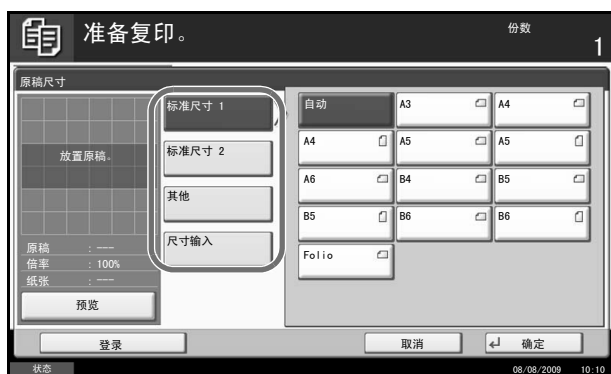 准备复印。
份数
1
原稿尺寸
放置原稿。
原稿 : ---
倍率 : 100%
纸张 : ---
预览
标准尺寸 1
标准尺寸 2
其他
尺寸输入
自动 A3 A4
A4 A5 A5
A6 B4 B5
B5 B6 B6
Folio
登录 取消 确定
状态 08/08/2009 10:10